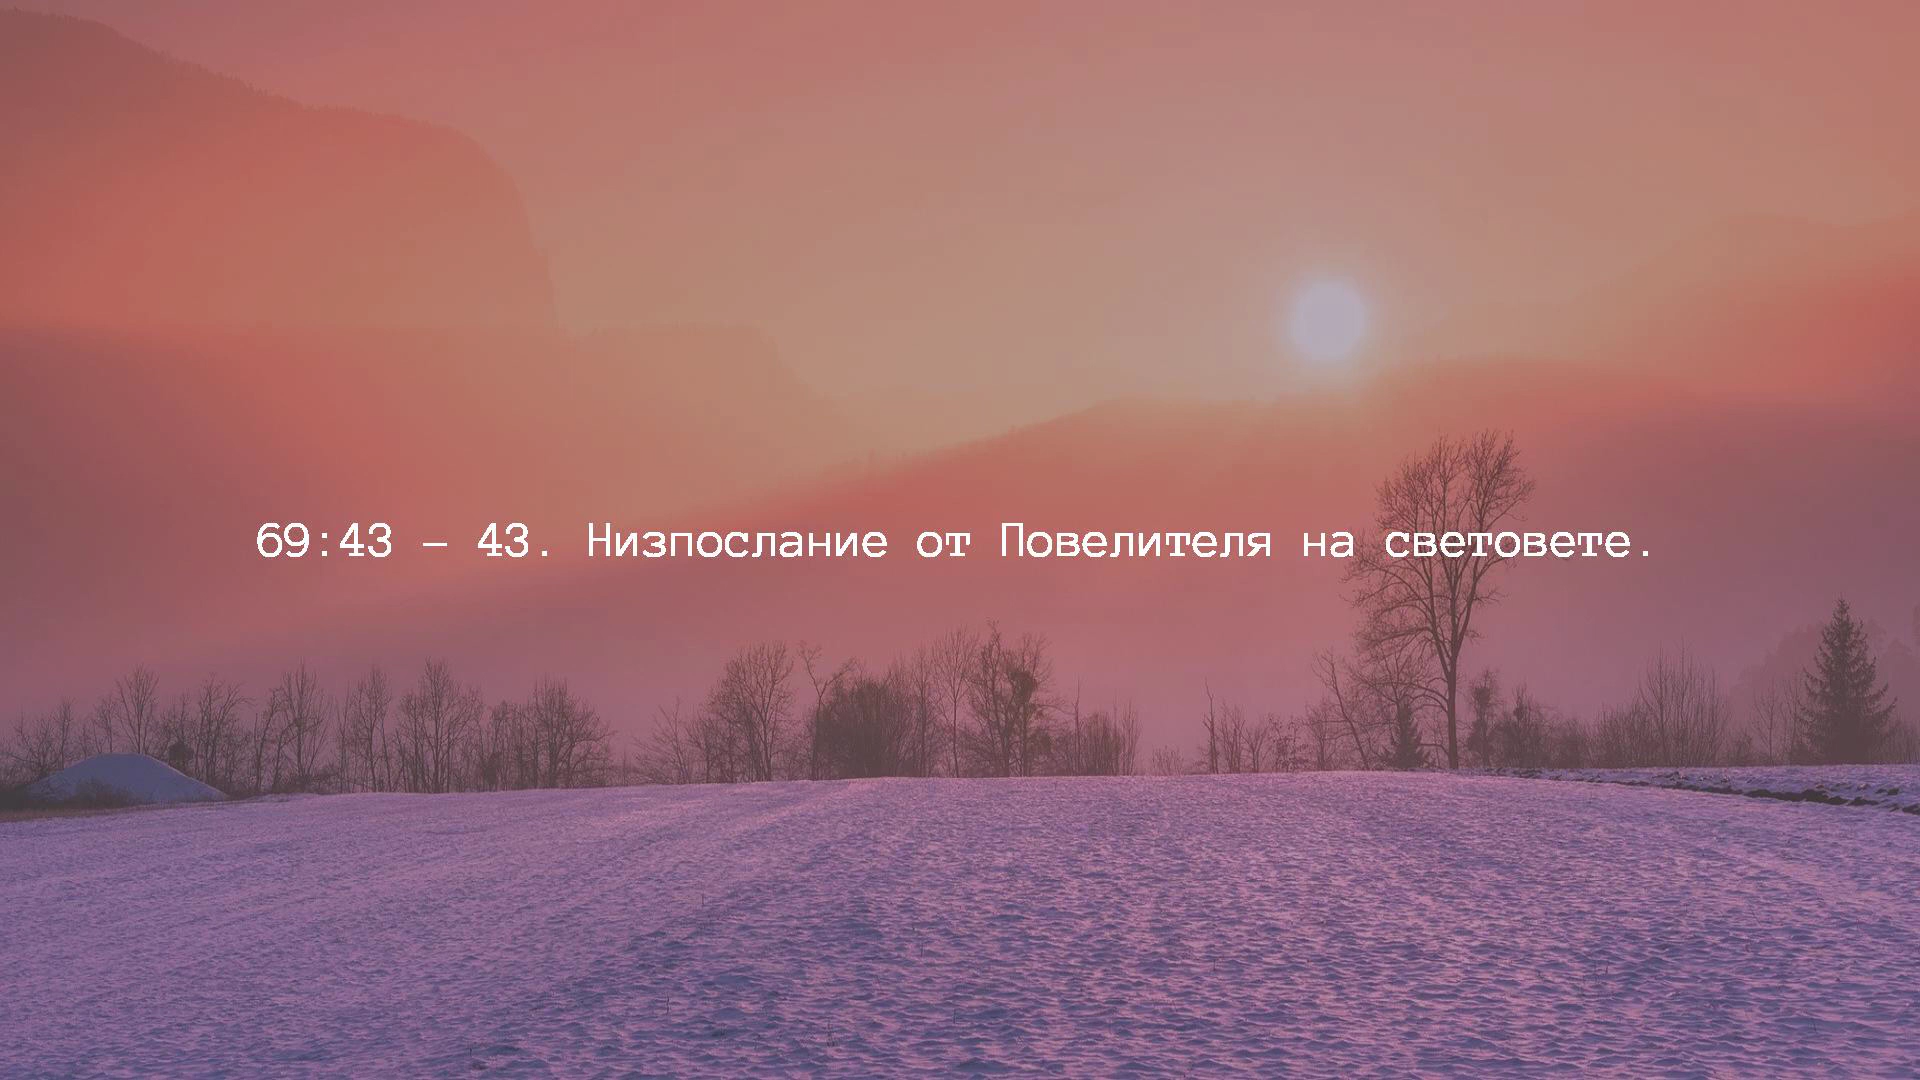 69:43 – 43. Низпослание от Повелителя на световете.